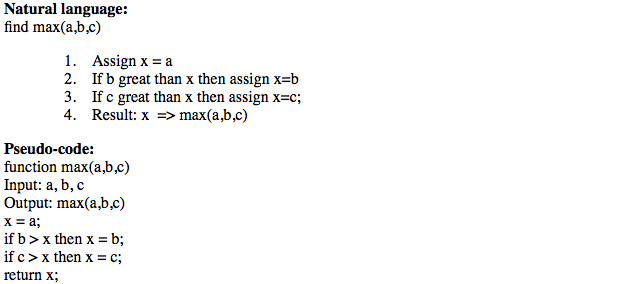 Natural language:
find max(a,b,c)
1. Assign x = a
2. If b great than x then assign x=b
3. If c great than x then assign x=c;
4. Result: x => max(a,b,c)
Pseudo-code:
function max(a,b,c)
Input: a, b, c
Output: max(a,b,c)
x = a;
if b > x then x = b;
if c > x then x = c;
return x;